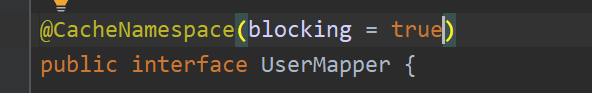 @CacheNamespace(blocking = true)
public interface UserMapper {